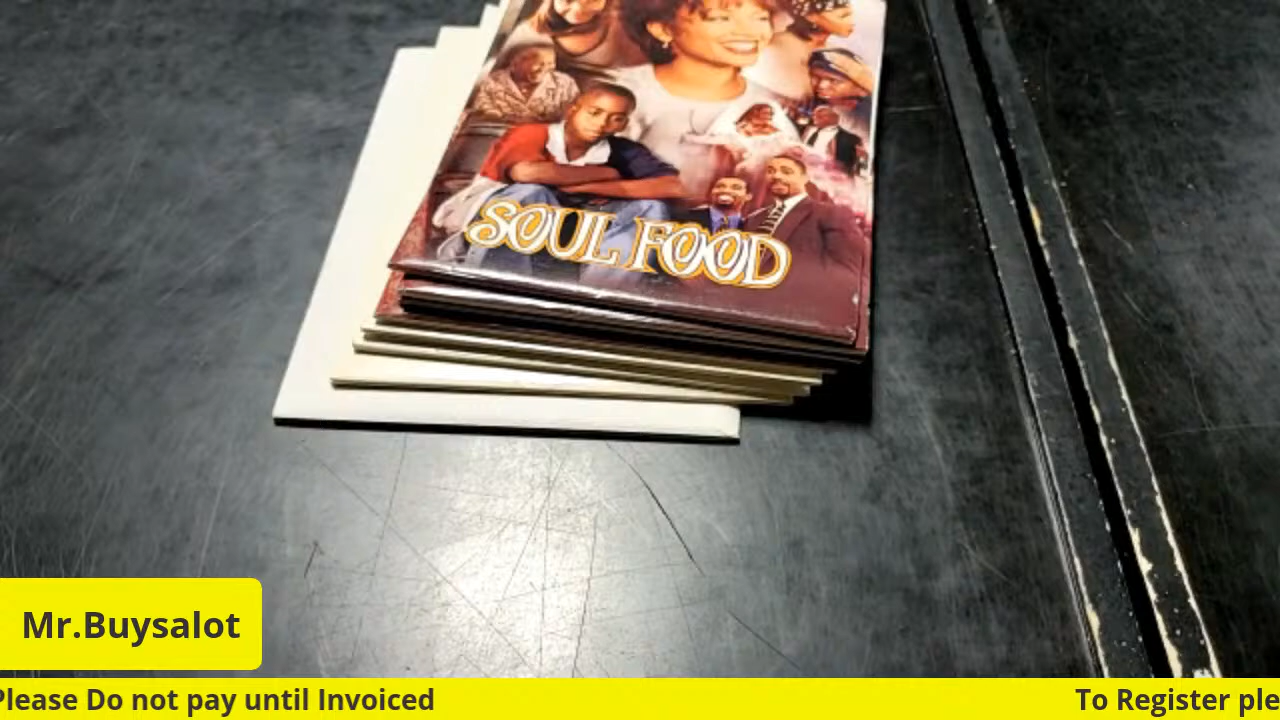 SOUL FOOD
Mr.Buysalot
Please Do not pay until Invoiced
To Register ple